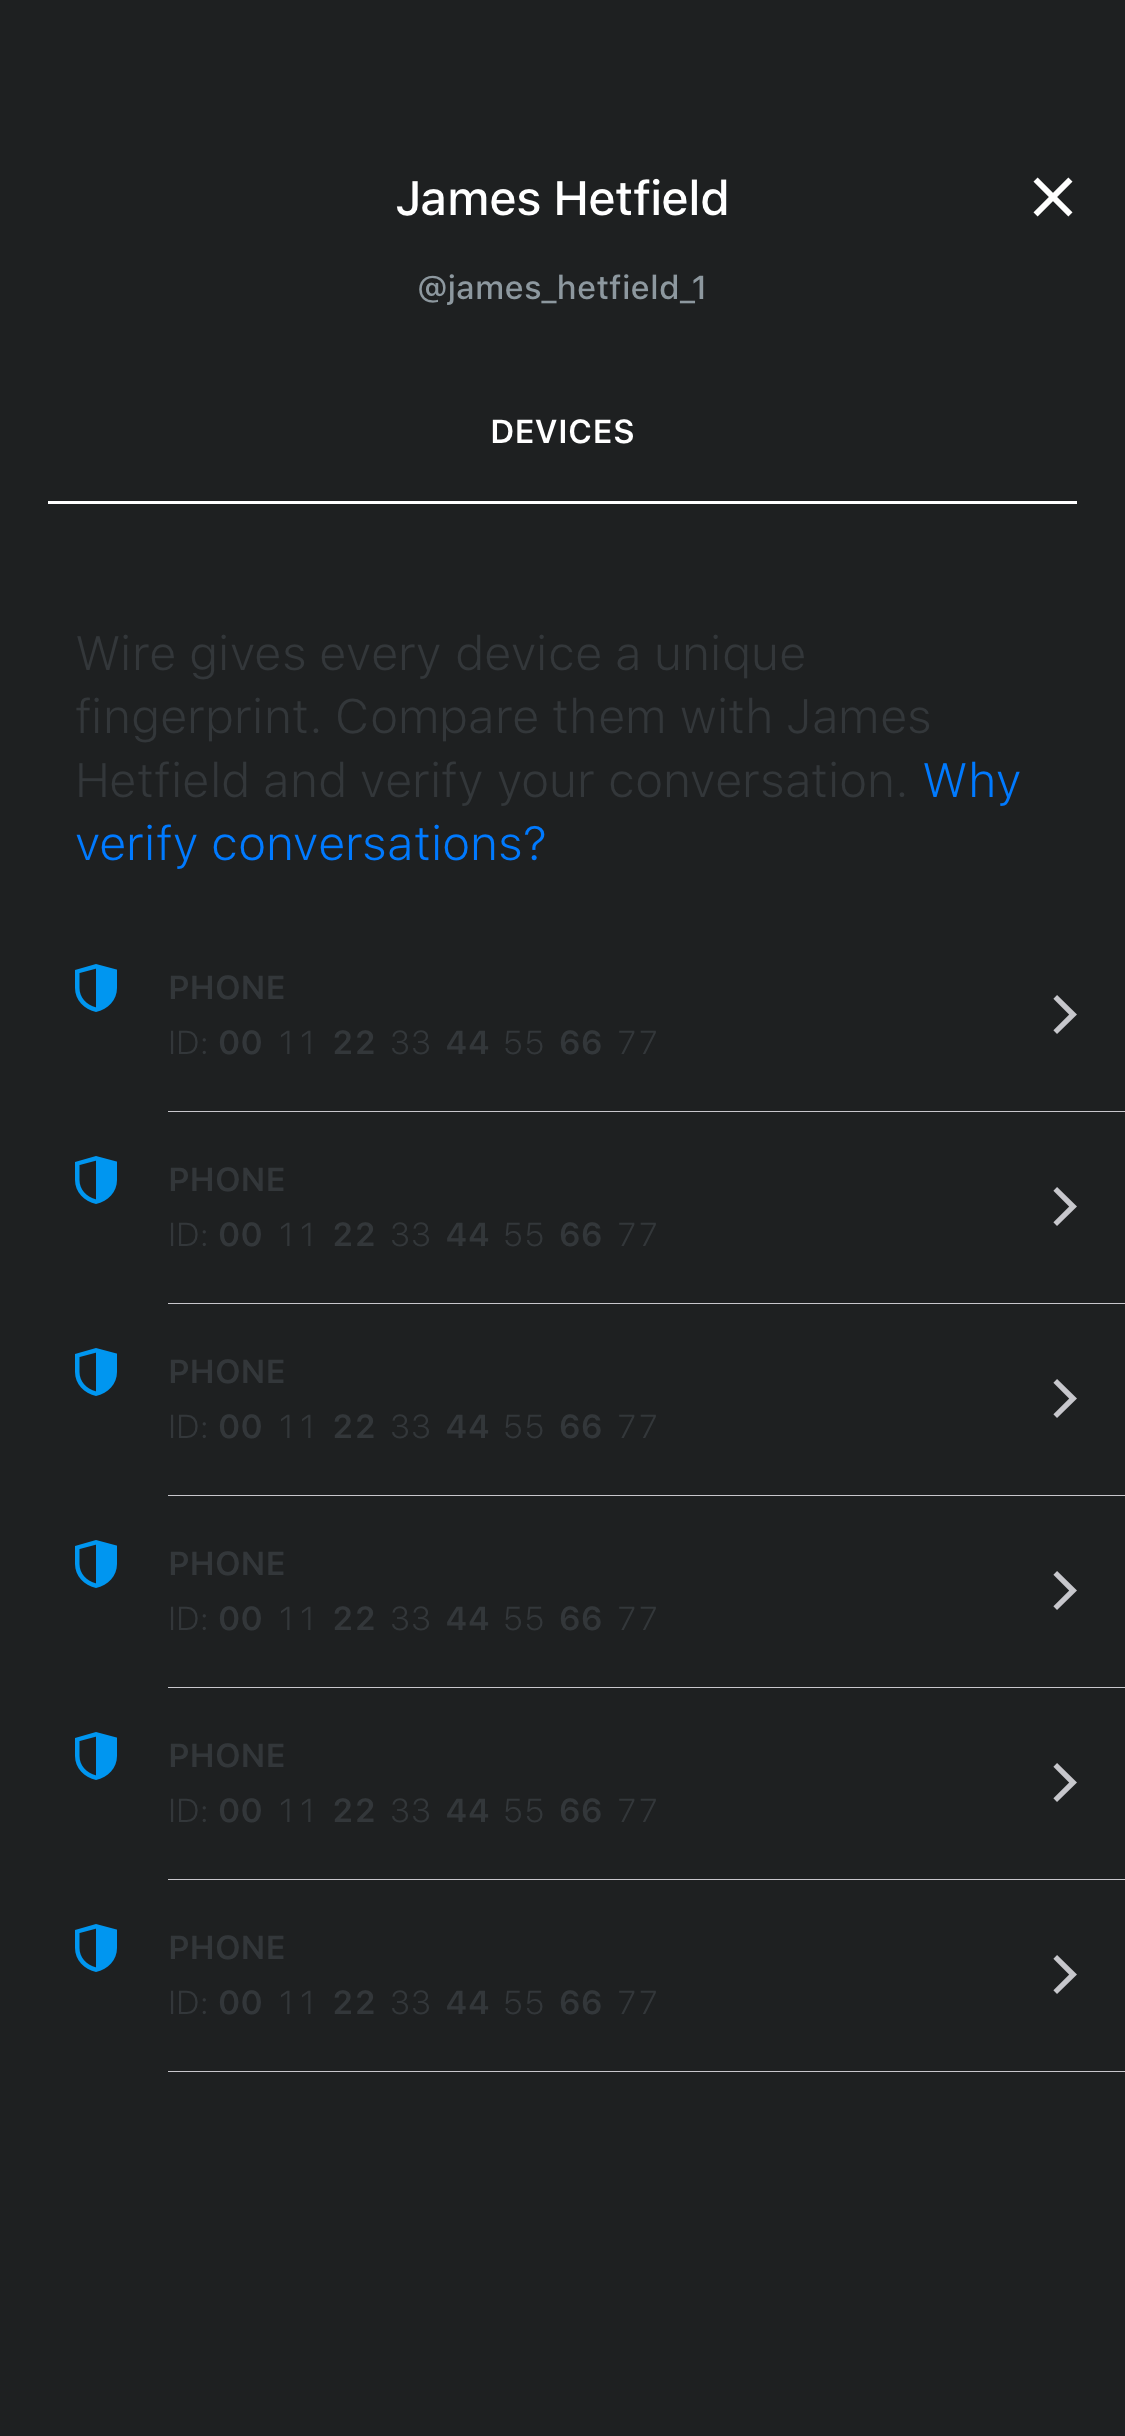 James Hetfield
@james_hetfield_1
DEVICES
Wire gives every device a unique
fingerprint. Compare them with James
Hetfield and verify your conversation. Why
verify conversations?
PHONE
ID: 00 11 22 33 44 55 66 77
PHONE
ID: 00 11 22 33 44 55 66 77
PHONE
ID: 00 11 22 33 44 55 66 77
PHONE
ID: 00 11 22 33 44 55 66 77
PHONE
ID: 00 11 22 33 44 55 66 77
PHONE
ID: 00 11 22 33 44 55 66 77